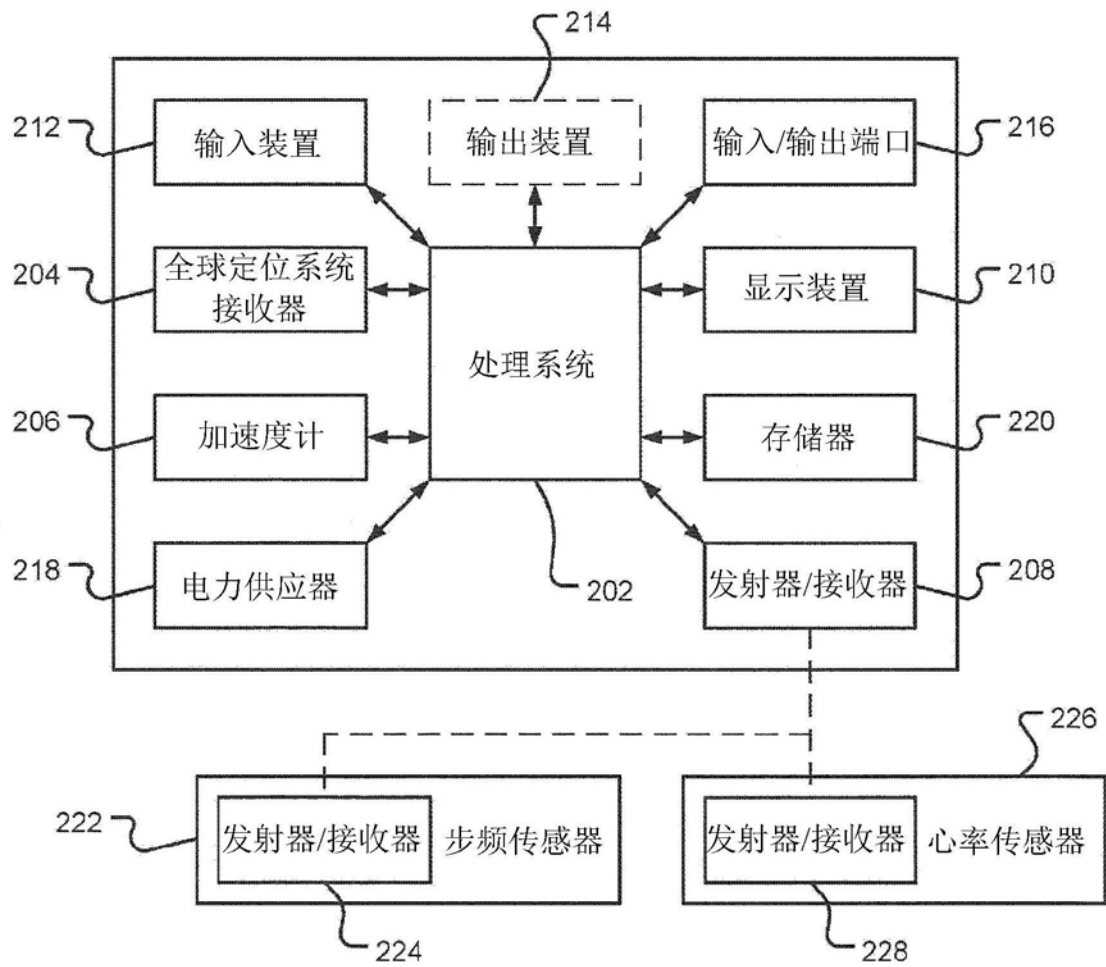 214
212
输入装置
输出装置
输入/输出端口
216
204
全球定位系统
接收器
显示装置
210
处理系统
206
加速度计
存储器
220
218
电力供应器
202
发射器/接收器
208
226
222
发射器/接收器
步频传感器
发射器/接收器
心率传感器
224
228